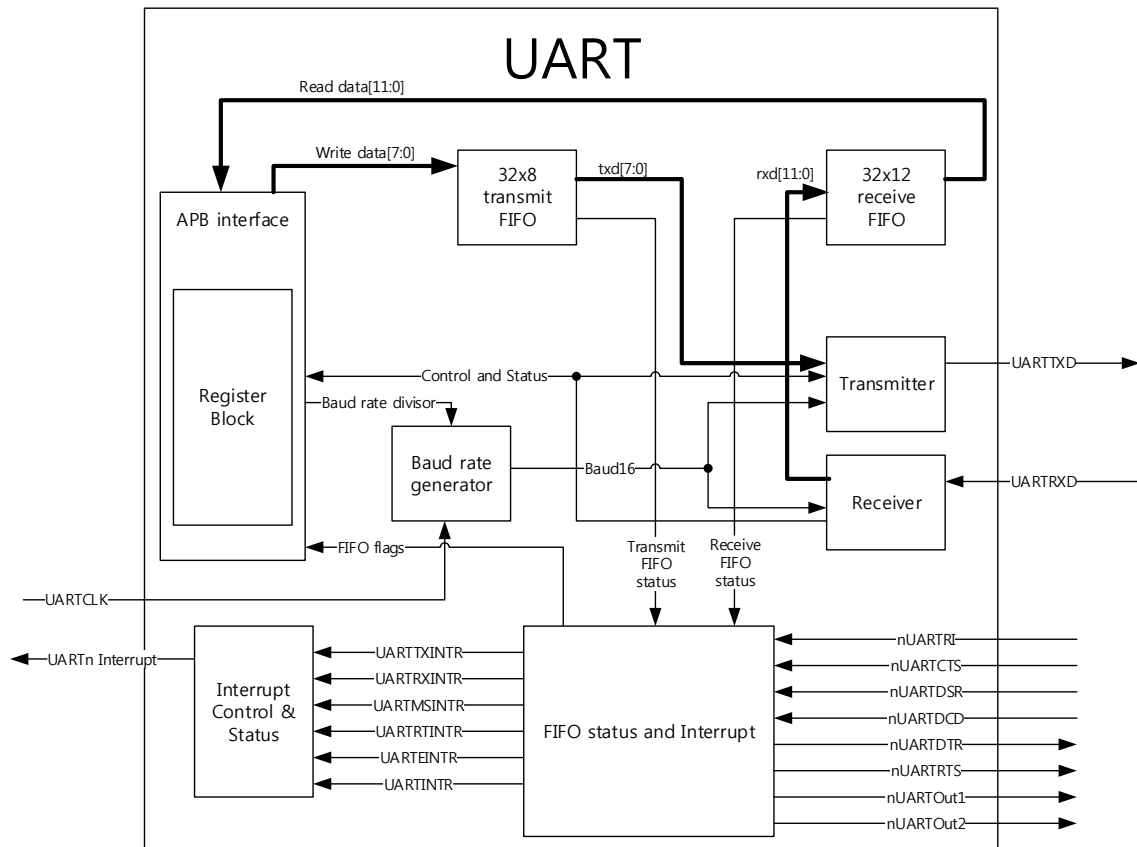 UART
Read data[11:0]
Write data[7:0]
32x8
transmit
FIFO
txd[7:0]
rxd[11:0]
32x12
receive
FIFO
APB interface
Register
Block
Control and Status
Baud rate divisor
Baud rate
generator
Baud16
Transmitter
UARTTXD
Receiver
UARTRXD
FIFO flags
Transmit
FIFO
status
Receive
FIFO
status
UARTCLK
UARTn Interrupt
Interrupt
Control &
Status
UARTTXINTR
UARTRXINTR
UARTMSINTR
UARTRTINTR
UARTEINTR
UARTINTR
FIFO status and Interrupt
nUARTRI
nUARTCTS
nUARTDSR
nUARTDCD
nUARTDTR
nUARTRTS
nUARTOut1
nUARTOut2